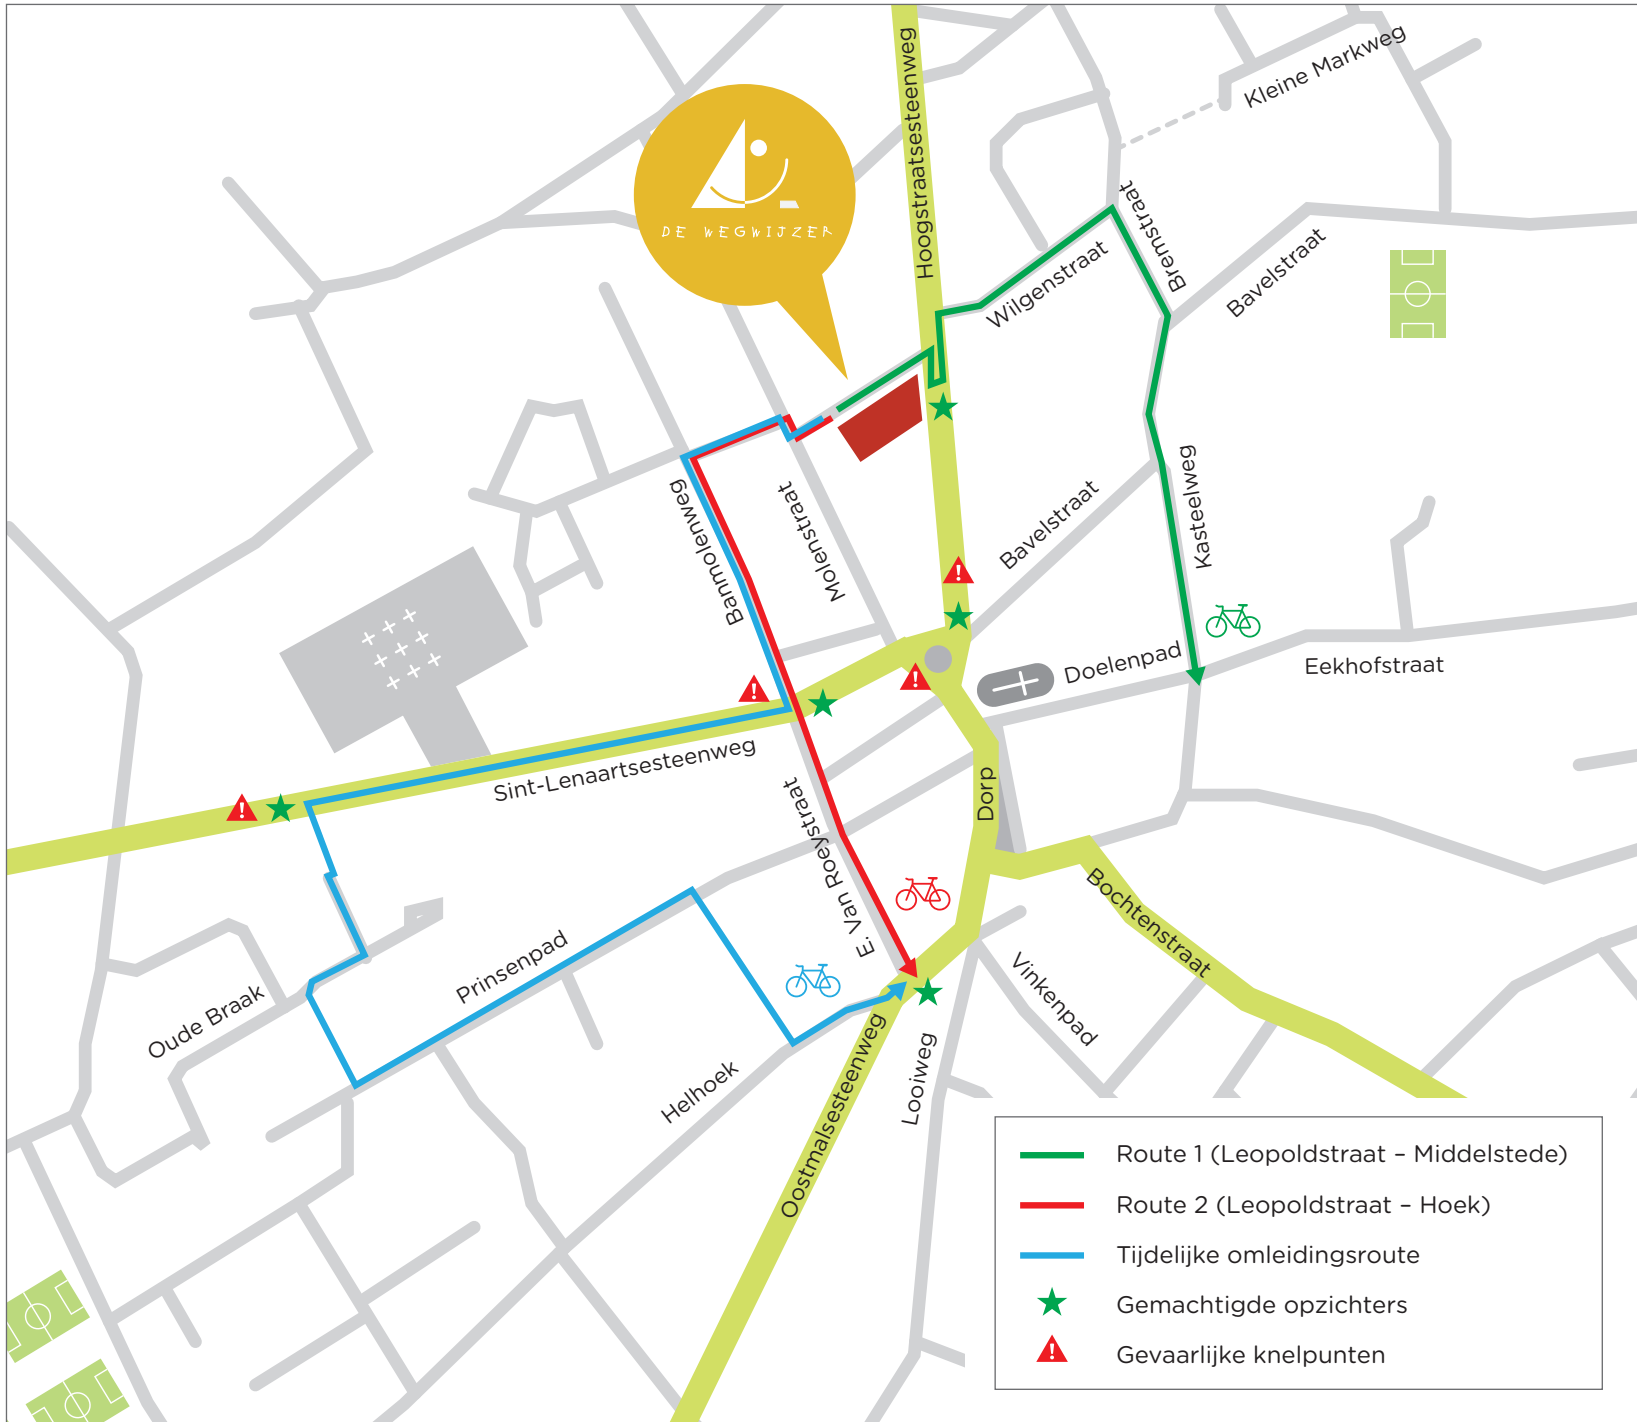 Kleine Markweg
Hoogstraatsesteenweg
DE WEGWIJZER
Bremstraat
Bavelstraat
Wilgenstraat
Kasteelweg
Bavelstraat
Molenstraat
Banmolenweg
Doelenpad
Eekhofstraat
Sint-Lenaartsesteenweg
Dorp
E. Van Roeystraat
Bochtenstraat
Prinsenpad
Vinkenpad
Oude Braak
Looiweg
Helhoek
Oostmalsesteenweg
Route 1 (Leopoldstraat – Middelstede)
Route 2 (Leopoldstraat – Hoek)
Tijdelijke omleidingsroute
Gemachtigde opzichters
Gevaarlijke knelpunten